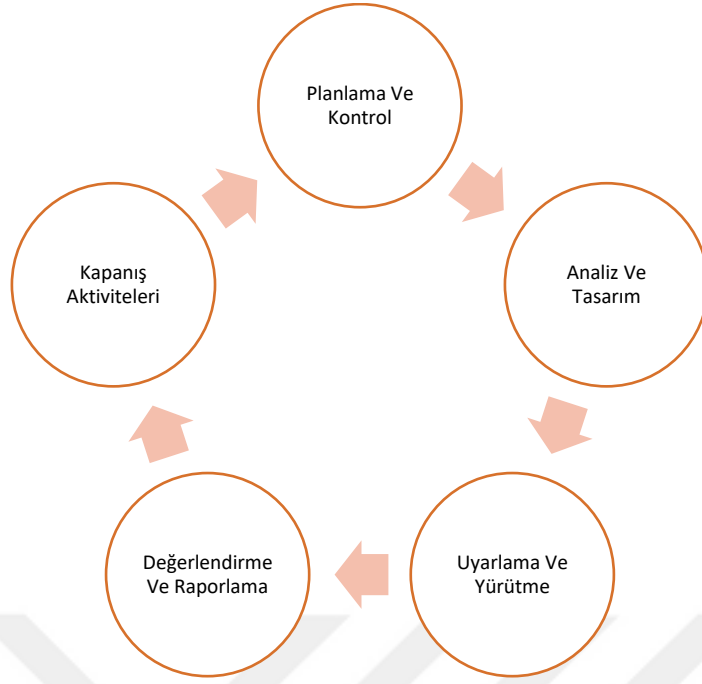 Planlama Ve
Kontrol
Analiz Ve
Tasarım
Uyarlama Ve
Yürütme
Değerlendirme
Ve Raporlama
Kapanış
Aktiviteleri